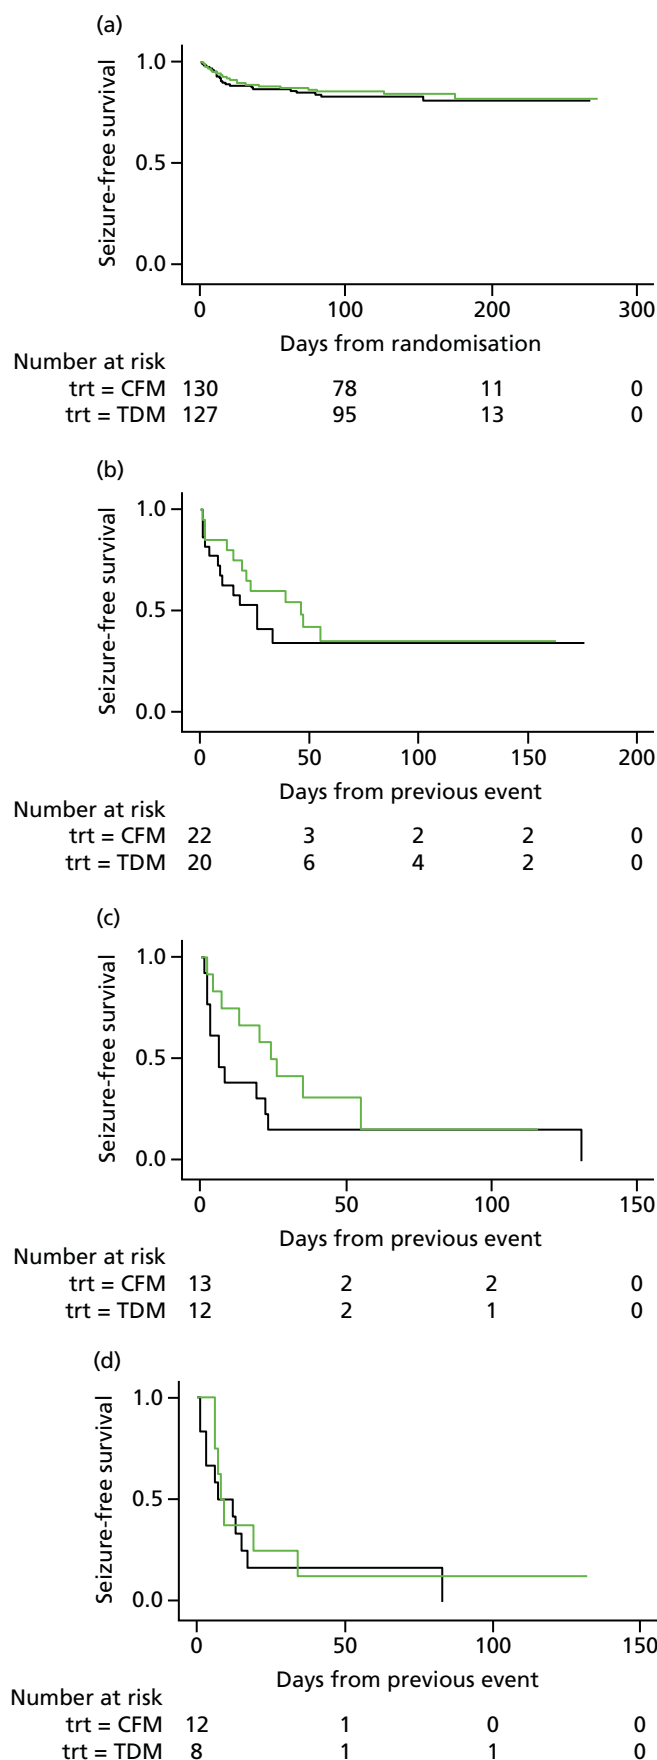 (a)
Seizure-free survival
1.0
0.5
0.0
0 100 200 300
Days from randomisation
Number at risk
trt = CFM 130 78 11 0
trt = TDM 127 95 13 0
(b)
Seizure-free survival
1.0
0.5
0.0
0 50 100 150 200
Days from previous event
Number at risk
trt = CFM 22 3 2 2 0
trt = TDM 20 6 4 2 0
(c)
Seizure-free survival
1.0
0.5
0.0
0 50 100 150
Days from previous event
Number at risk
trt = CFM 13 2 2 0
trt = TDM 12 2 1 0
(d)
Seizure-free survival
1.0
0.5
0.0
0 50 100 150
Days from previous event
Number at risk
trt = CFM 12 1 0 0
trt = TDM 8 1 1 0